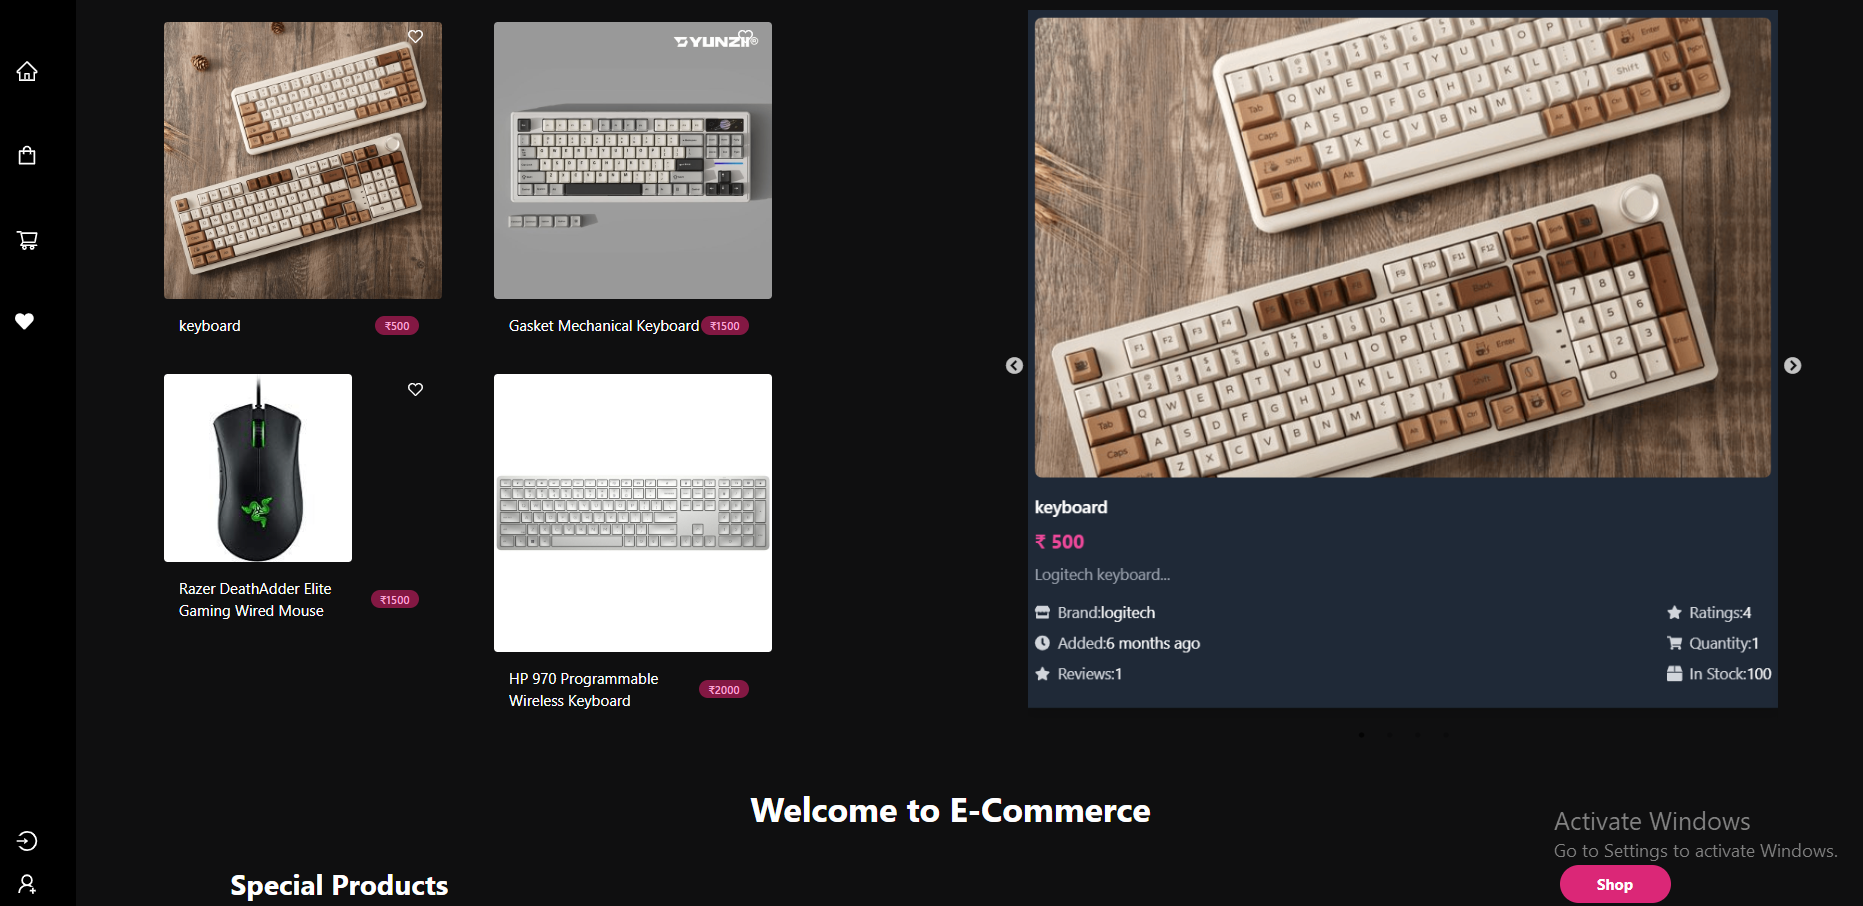 YUNZII®
keyboard
₹500
Gasket Mechanical Keyboard
₹1500
Razer DeathAdder Elite
Gaming Wired Mouse
₹1500
HP 970 Programmable
Wireless Keyboard
₹2000
keyboard
₹ 500
Logitech keyboard...
Brand:logitech
Ratings:4
Added:6 months ago
Quantity:1
Reviews:1
In Stock:100
Welcome to E-Commerce
Special Products
Activate Windows
Go to Settings to activate Windows.
Shop